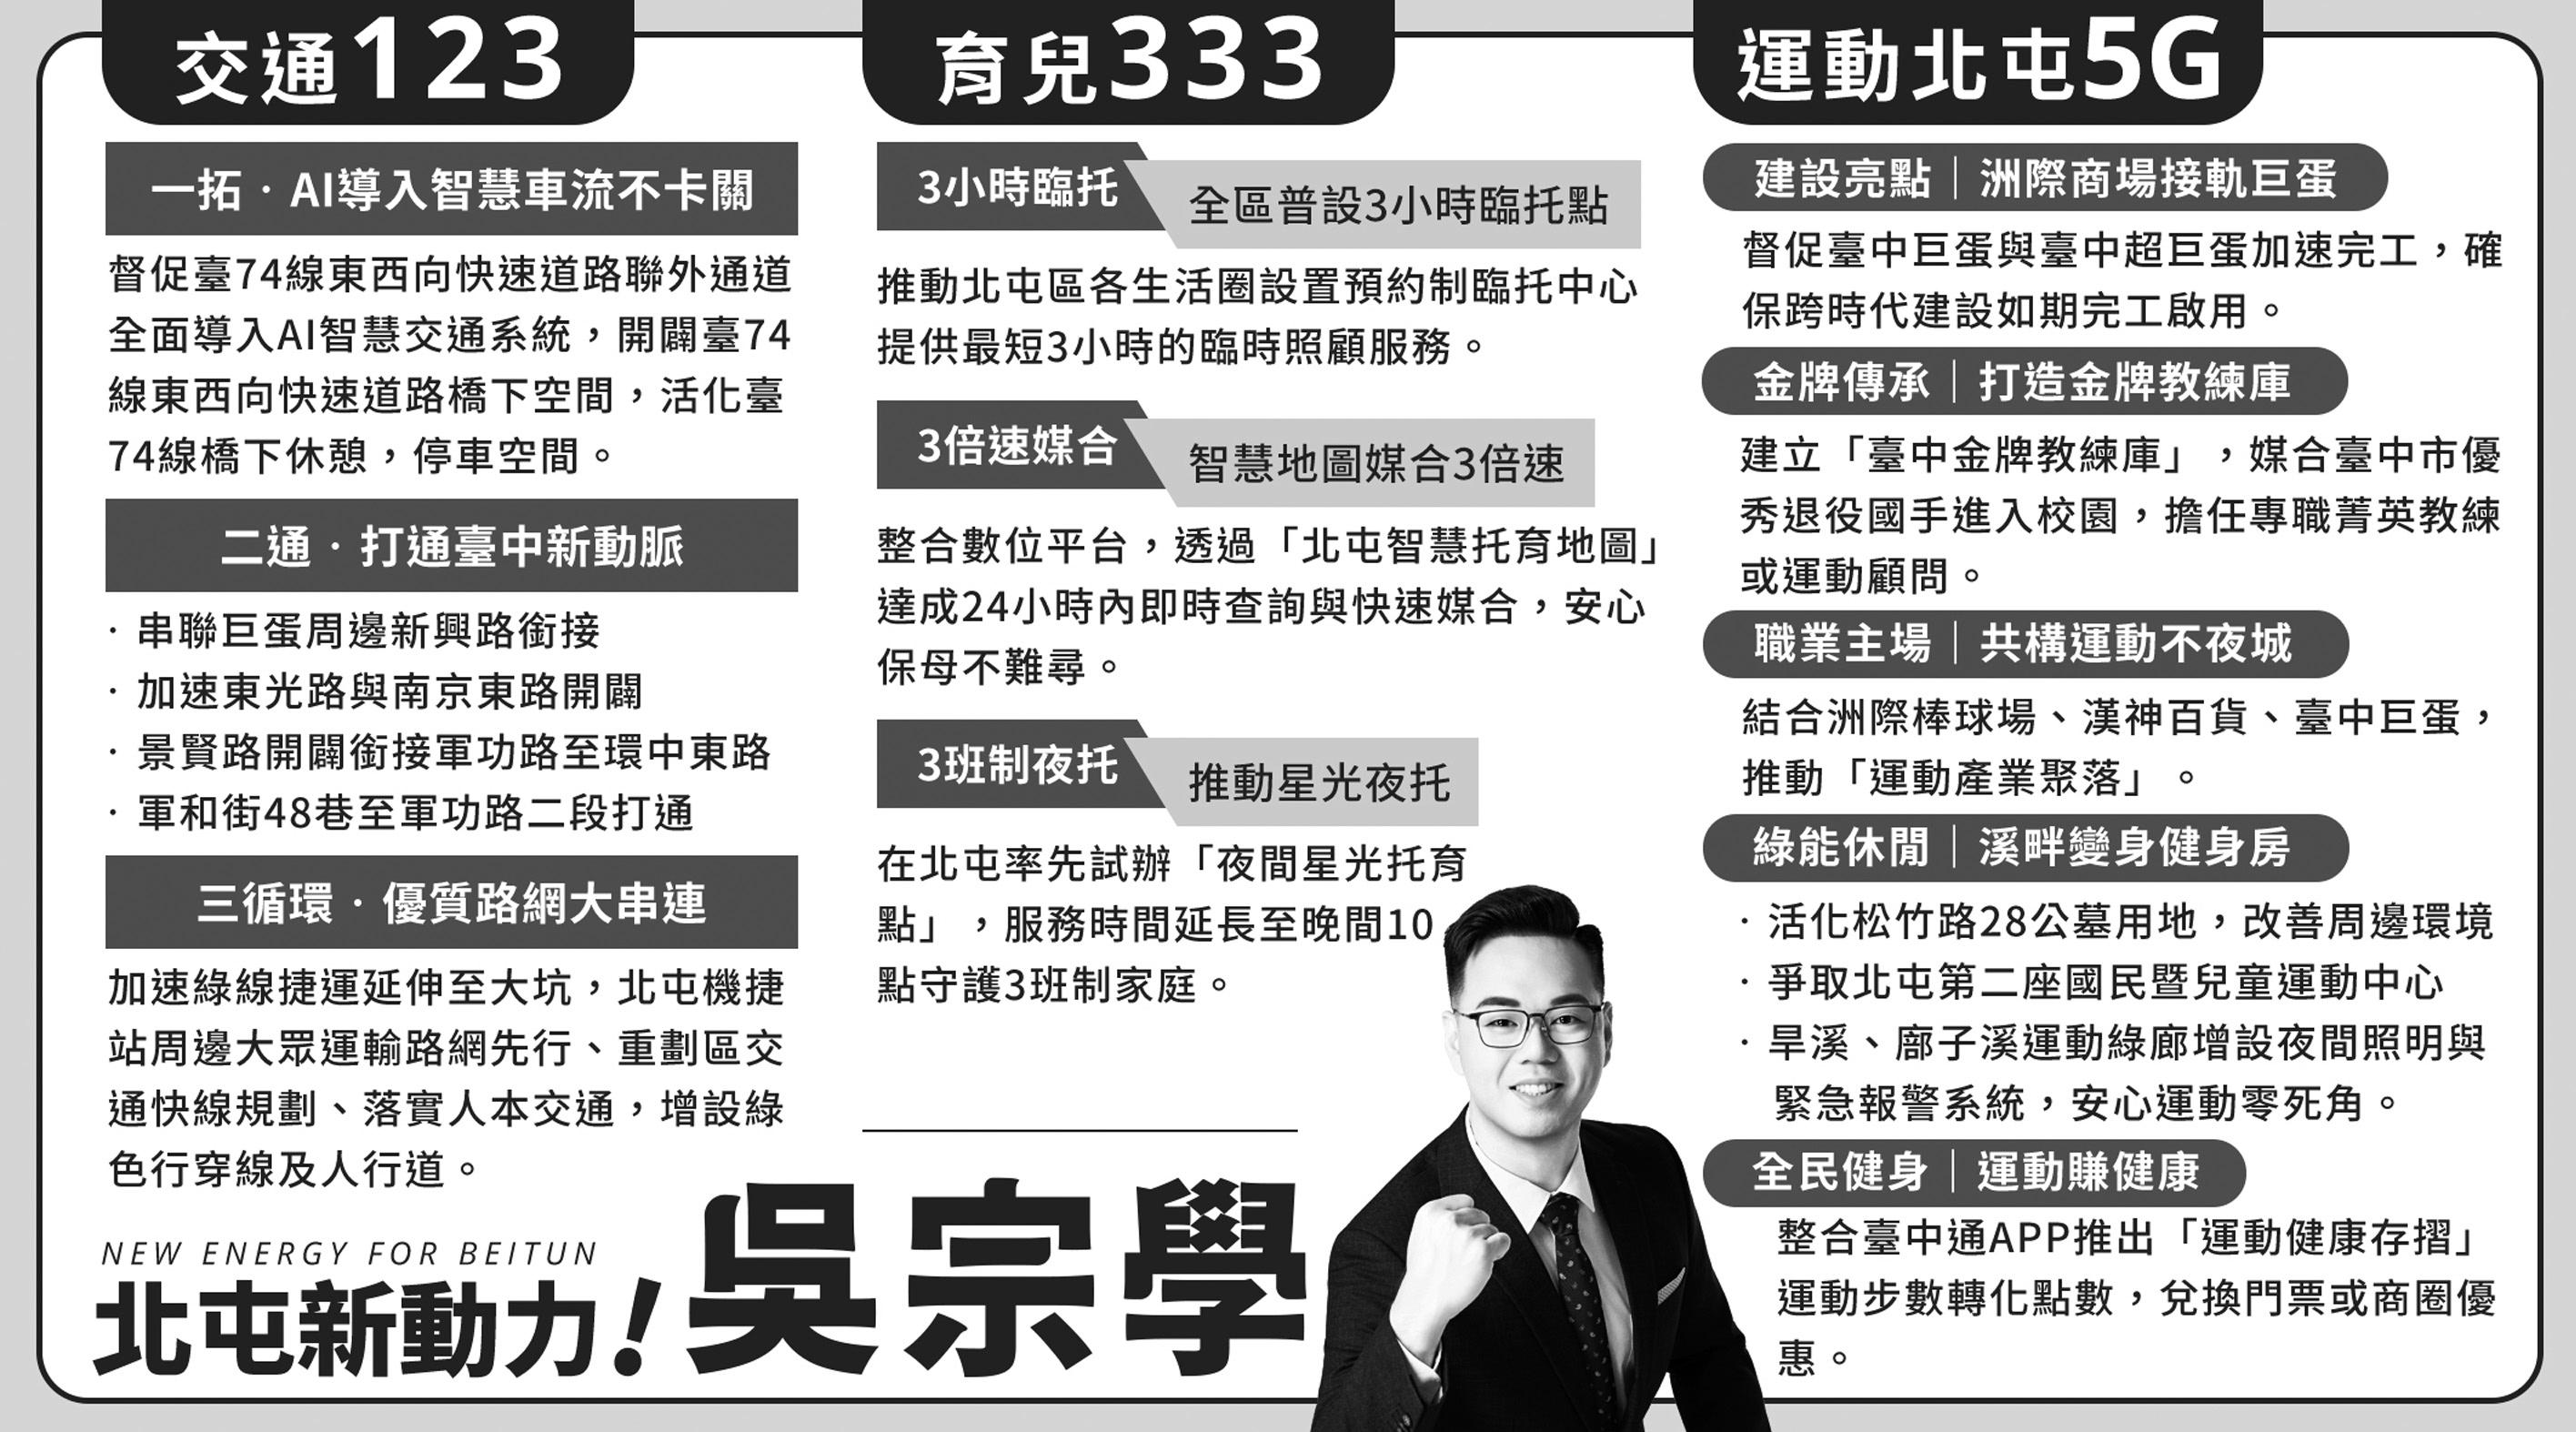 交通123
一拓．AI導入智慧車流不卡關
督促臺74線東西向快速道路聯外通道
全面導入AI智慧交通系統，開闢臺74
線東西向快速道路橋下空間，活化臺
74線橋下休憩，停車空間。
二通．打通臺中新動脈
· 串聯巨蛋周邊新興路銜接
· 加速東光路與南京東路開闢
· 景賢路開闢銜接軍功路至環中東路
· 軍和街48巷至軍功路二段打通
三循環．優質路網大串連
加速綠線捷運延伸至大坑，北屯機捷
站周邊大眾運輸路網先行、重劃區交
通快線規劃、落實人本交通，增設綠
色行穿線及人行道。
育兒333
3小時臨托
全區普設3小時臨托點
推動北屯區各生活圈設置預約制臨托中心
提供最短3小時的臨時照顧服務。
3倍速媒合
智慧地圖媒合3倍速
整合數位平台，透過「北屯智慧托育地圖」
達成24小時內即時查詢與快速媒合，安心
保母不難尋。
3班制夜托
推動星光夜托
在北屯率先試辦「夜間星光托育
點」，服務時間延長至晚間10
點守護3班制家庭。
運動北屯5G
建設亮點｜洲際商場接軌巨蛋
督促臺中巨蛋與臺中超巨蛋加速完工，確
保跨時代建設如期完工啟用。
金牌傳承｜打造金牌教練庫
建立「臺中金牌教練庫」，媒合臺中市優
秀退役國手進入校園，擔任專職菁英教練
或運動顧問。
職業主場｜共構運動不夜城
結合洲際棒球場、漢神百貨、臺中巨蛋，
推動「運動產業聚落」。
綠能休閒｜溪畔變身健身房
· 活化松竹路28公墓用地，改善周邊環境
· 爭取北屯第二座國民暨兒童運動中心
· 旱溪、廍子溪運動綠廊增設夜間照明與
緊急報警系統，安心運動零死角。
全民健身｜運動賺健康
整合臺中通APP推出「運動健康存摺」
運動步數轉化點數，兌換門票或商圈優
惠。
NEW ENERGY FOR BEITUN
北屯新動力！
吳宗學